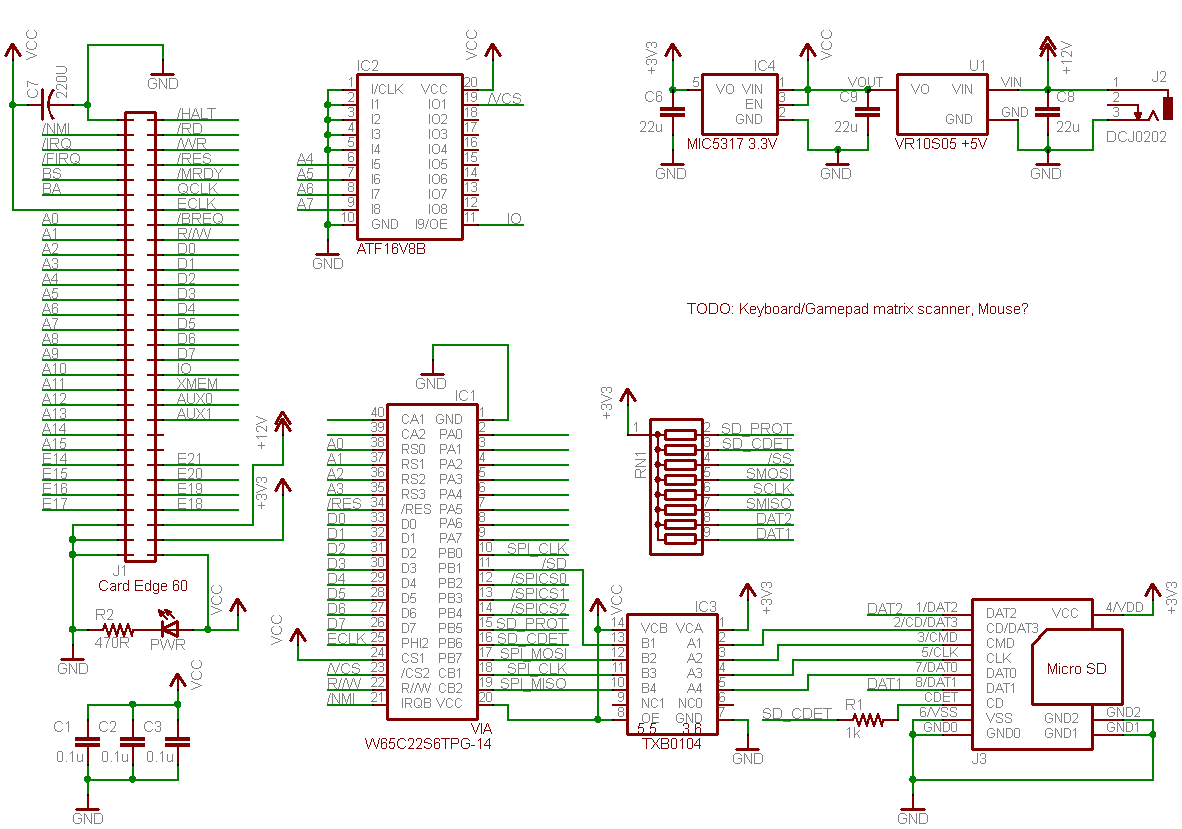 VCC
C7
220U
GND
/HALT
/NMI
/RD
/IRQ
/WR
/FIRQ
/RES
BS
/MRDY
BA
QCLK
ECLK
A0
/BREQ
A1
R//W
A2
D0
A3
D1
A4
D2
A5
D3
A6
D4
A7
D5
A8
D6
A9
D7
A10
IO
A11
XMEM
A12
AUX0
A13
AUX1
A14
A15
E14
E21
E15
E20
E16
E19
E17
E18
+12V
+3V3
J1
Card Edge 60
R2
470R
PWR
VCC
GND
VCC
C1
C2
C3
0.1u
0.1u
0.1u
GND
IC2
VCC
1 I/CLK VCC 20
2 I1 IO1 19 /VCS
3 I2 IO2 18
4 I3 IO3 17
5 I4 IO4 16
A4 6 I5 IO5 15
A5 7 I6 IO6 14
A6 8 I7 IO7 13
A7 9 I8 IO8 12
10 GND I9/OE 11 IO
ATF16V8B
GND
+3V3
C6
22u
GND
IC4
5 VO VIN 1
EN 3
GND 2
MIC5317 3.3V
VCC
VOUT
C9
22u
GND
U1
VO VIN
GND
VR10S05 +5V
VIN
GND
+12V
C8
22u
GND
J2
1
2
3
DCJ0202
TODO: Keyboard/Gamepad matrix scanner, Mouse?
GND
IC1
40 CA1 GND 1
39 CA2 PA0 2
A0 38 RS0 PA1 3
A1 37 RS1 PA2 4
A2 36 RS2 PA3 5
A3 35 RS3 PA4 6
/RES 34 /RES PA5 7
D0 33 D0 PA6 8
D1 32 D1 PA7 9
D2 31 D2 PB0 10 SPI_CLK
D3 30 D3 PB1 11 /SD
D4 29 D4 PB2 12 /SPICS0
D5 28 D5 PB3 13 /SPICS1
D6 27 D6 PB4 14 /SPICS2
D7 26 D7 PB5 15 SD_PROT
ECLK 25 PHI2 PB6 16 SD_CDET
24 CS1 PB7 17 SPI_MOSI
/VCS 23 /CS2 CB1 18 SPI_CLK
R//W 22 R//W CB2 19 SPI_MISO
/NMI 21 IRQB VCC 20
VCC
VIA
W65C22S6TPG-14
+3V3
RN1
1
2 SD_PROT
3 SD_CDET
4 /SS
5 SMOSI
6 SCLK
7 SMISO
8 DAT2
9 DAT1
VCC
IC3
+3V3
14 VCB VCA 1
13 B1 A1 2
12 B2 A2 3
11 B3 A3 4
10 B4 A4 5
9 NC1 NC0 6
8 OE GND 7
5.5 3.6
TXB0104
GND
DAT2 1/DAT2 DAT2
2/CD/DAT3 CD/DAT3
3/CMD CMD
5/CLK CLK
7/DAT0 DAT0
DAT1 8/DAT1 DAT1
CDET CD
6/VSS VSS
GND0 GND0
VCC 4/VDD
+3V3
Micro SD
GND2 GND2
GND1 GND1
J3
SD_CDET
R1
1k
GND